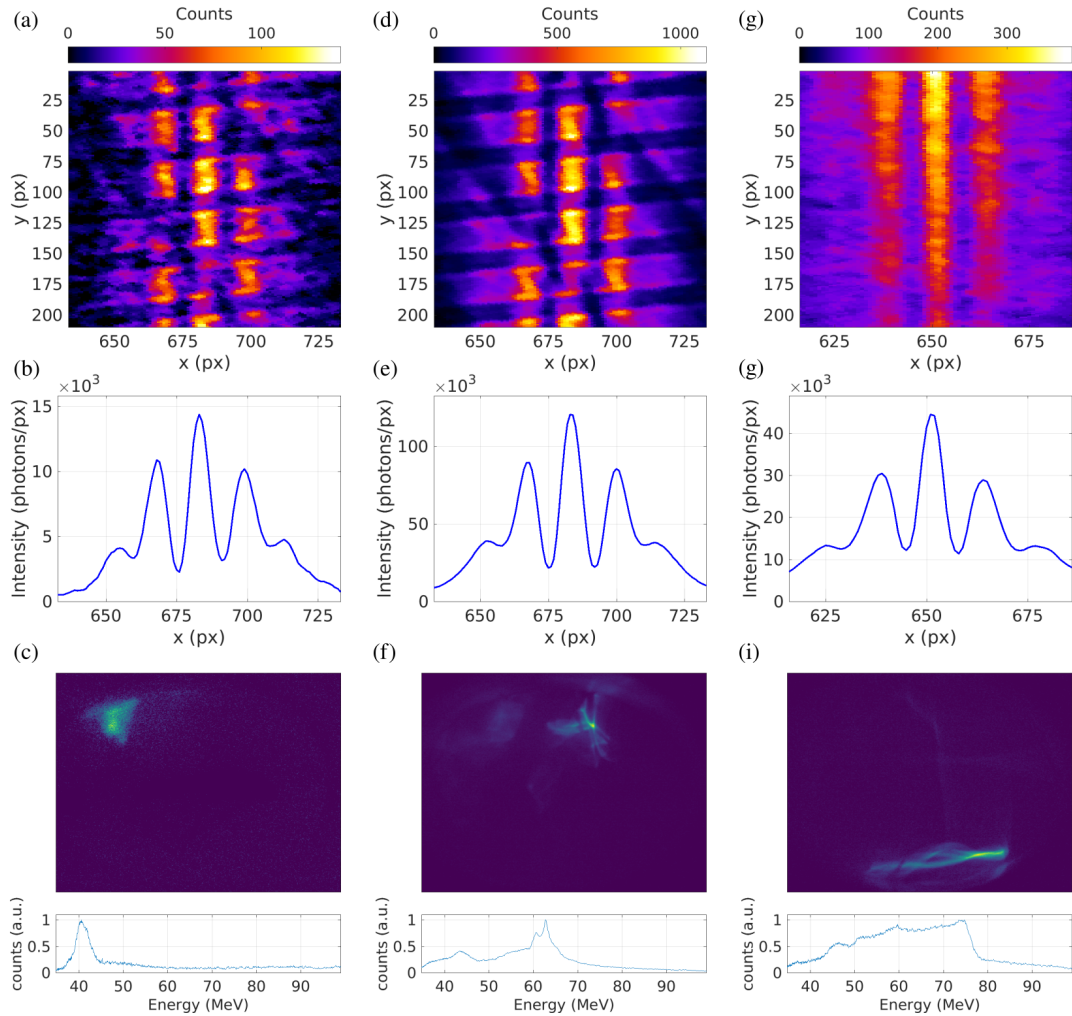 (a)
Counts
0 50 100
y (px)
25
50
75
100
125
150
175
200
650 675 700 725
x (px)
(d)
Counts
0 500 1000
y (px)
25
50
75
100
125
150
175
200
650 675 700 725
x (px)
(g)
Counts
0 100 200 300
y (px)
25
50
75
100
125
150
175
200
625 650 675
x (px)
(b)
×10³
Intensity (photons/px)
15
10
5
0
650 675 700 725
x (px)
(e)
×10³
Intensity (photons/px)
100
50
0
650 675 700 725
x (px)
(g)
×10³
Intensity (photons/px)
40
30
20
10
0
625 650 675
x (px)
(c)
counts (a.u.)
1
0.5
0
40 50 60 70 80 90
Energy (MeV)
(f)
counts (a.u.)
1
0.5
0
40 50 60 70 80 90
Energy (MeV)
(i)
counts (a.u.)
1
0.5
0
40 50 60 70 80 90
Energy (MeV)